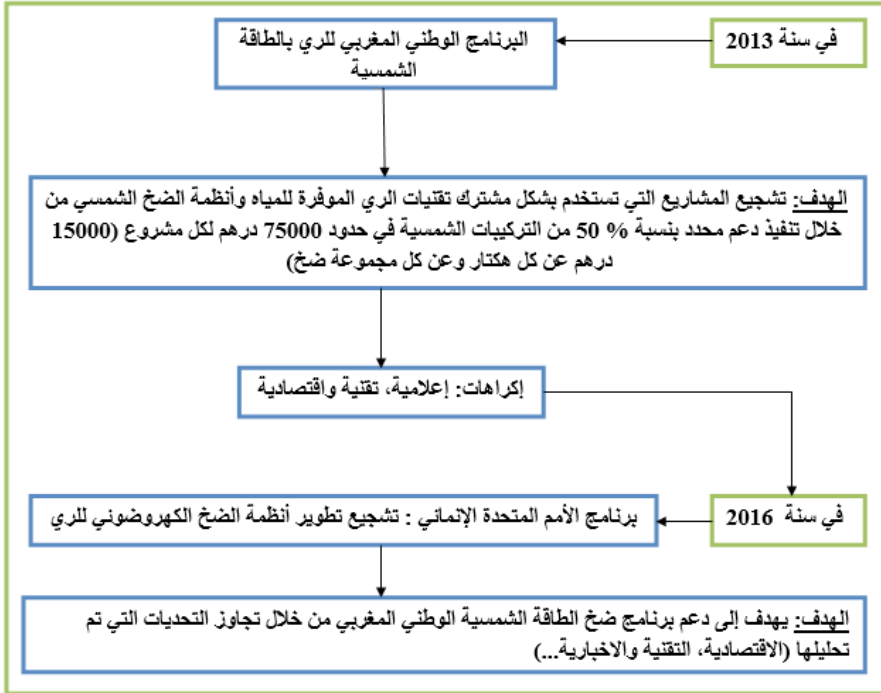 في سنة 2013
البرنامج الوطني المغربي للري بالطاقة
الشمسية
الهدف: تشجيع المشاريع التي تستخدم بشكل مشترك تقنيات الري الموفرة للمياه وأنظمة الضخ الشمسي من
خلال تنفيذ دعم محدد بنسبة % 50 من التركيبات الشمسية في حدود 75000 درهم لكل مشروع (15000
درهم عن كل هكتار وعن كل مجموعة ضخ)
إكراهات: إعلامية، تقنية واقتصادية
في سنة 2016
برنامج الأمم المتحدة الإنمائي : تشجيع تطوير أنظمة الضخ الكهروضوئي للري
الهدف: يهدف إلى دعم برنامج ضخ الطاقة الشمسية الوطني المغربي من خلال تجاوز التحديات التي تم
تحليلها (الاقتصادية، التقنية والاخبارية...)